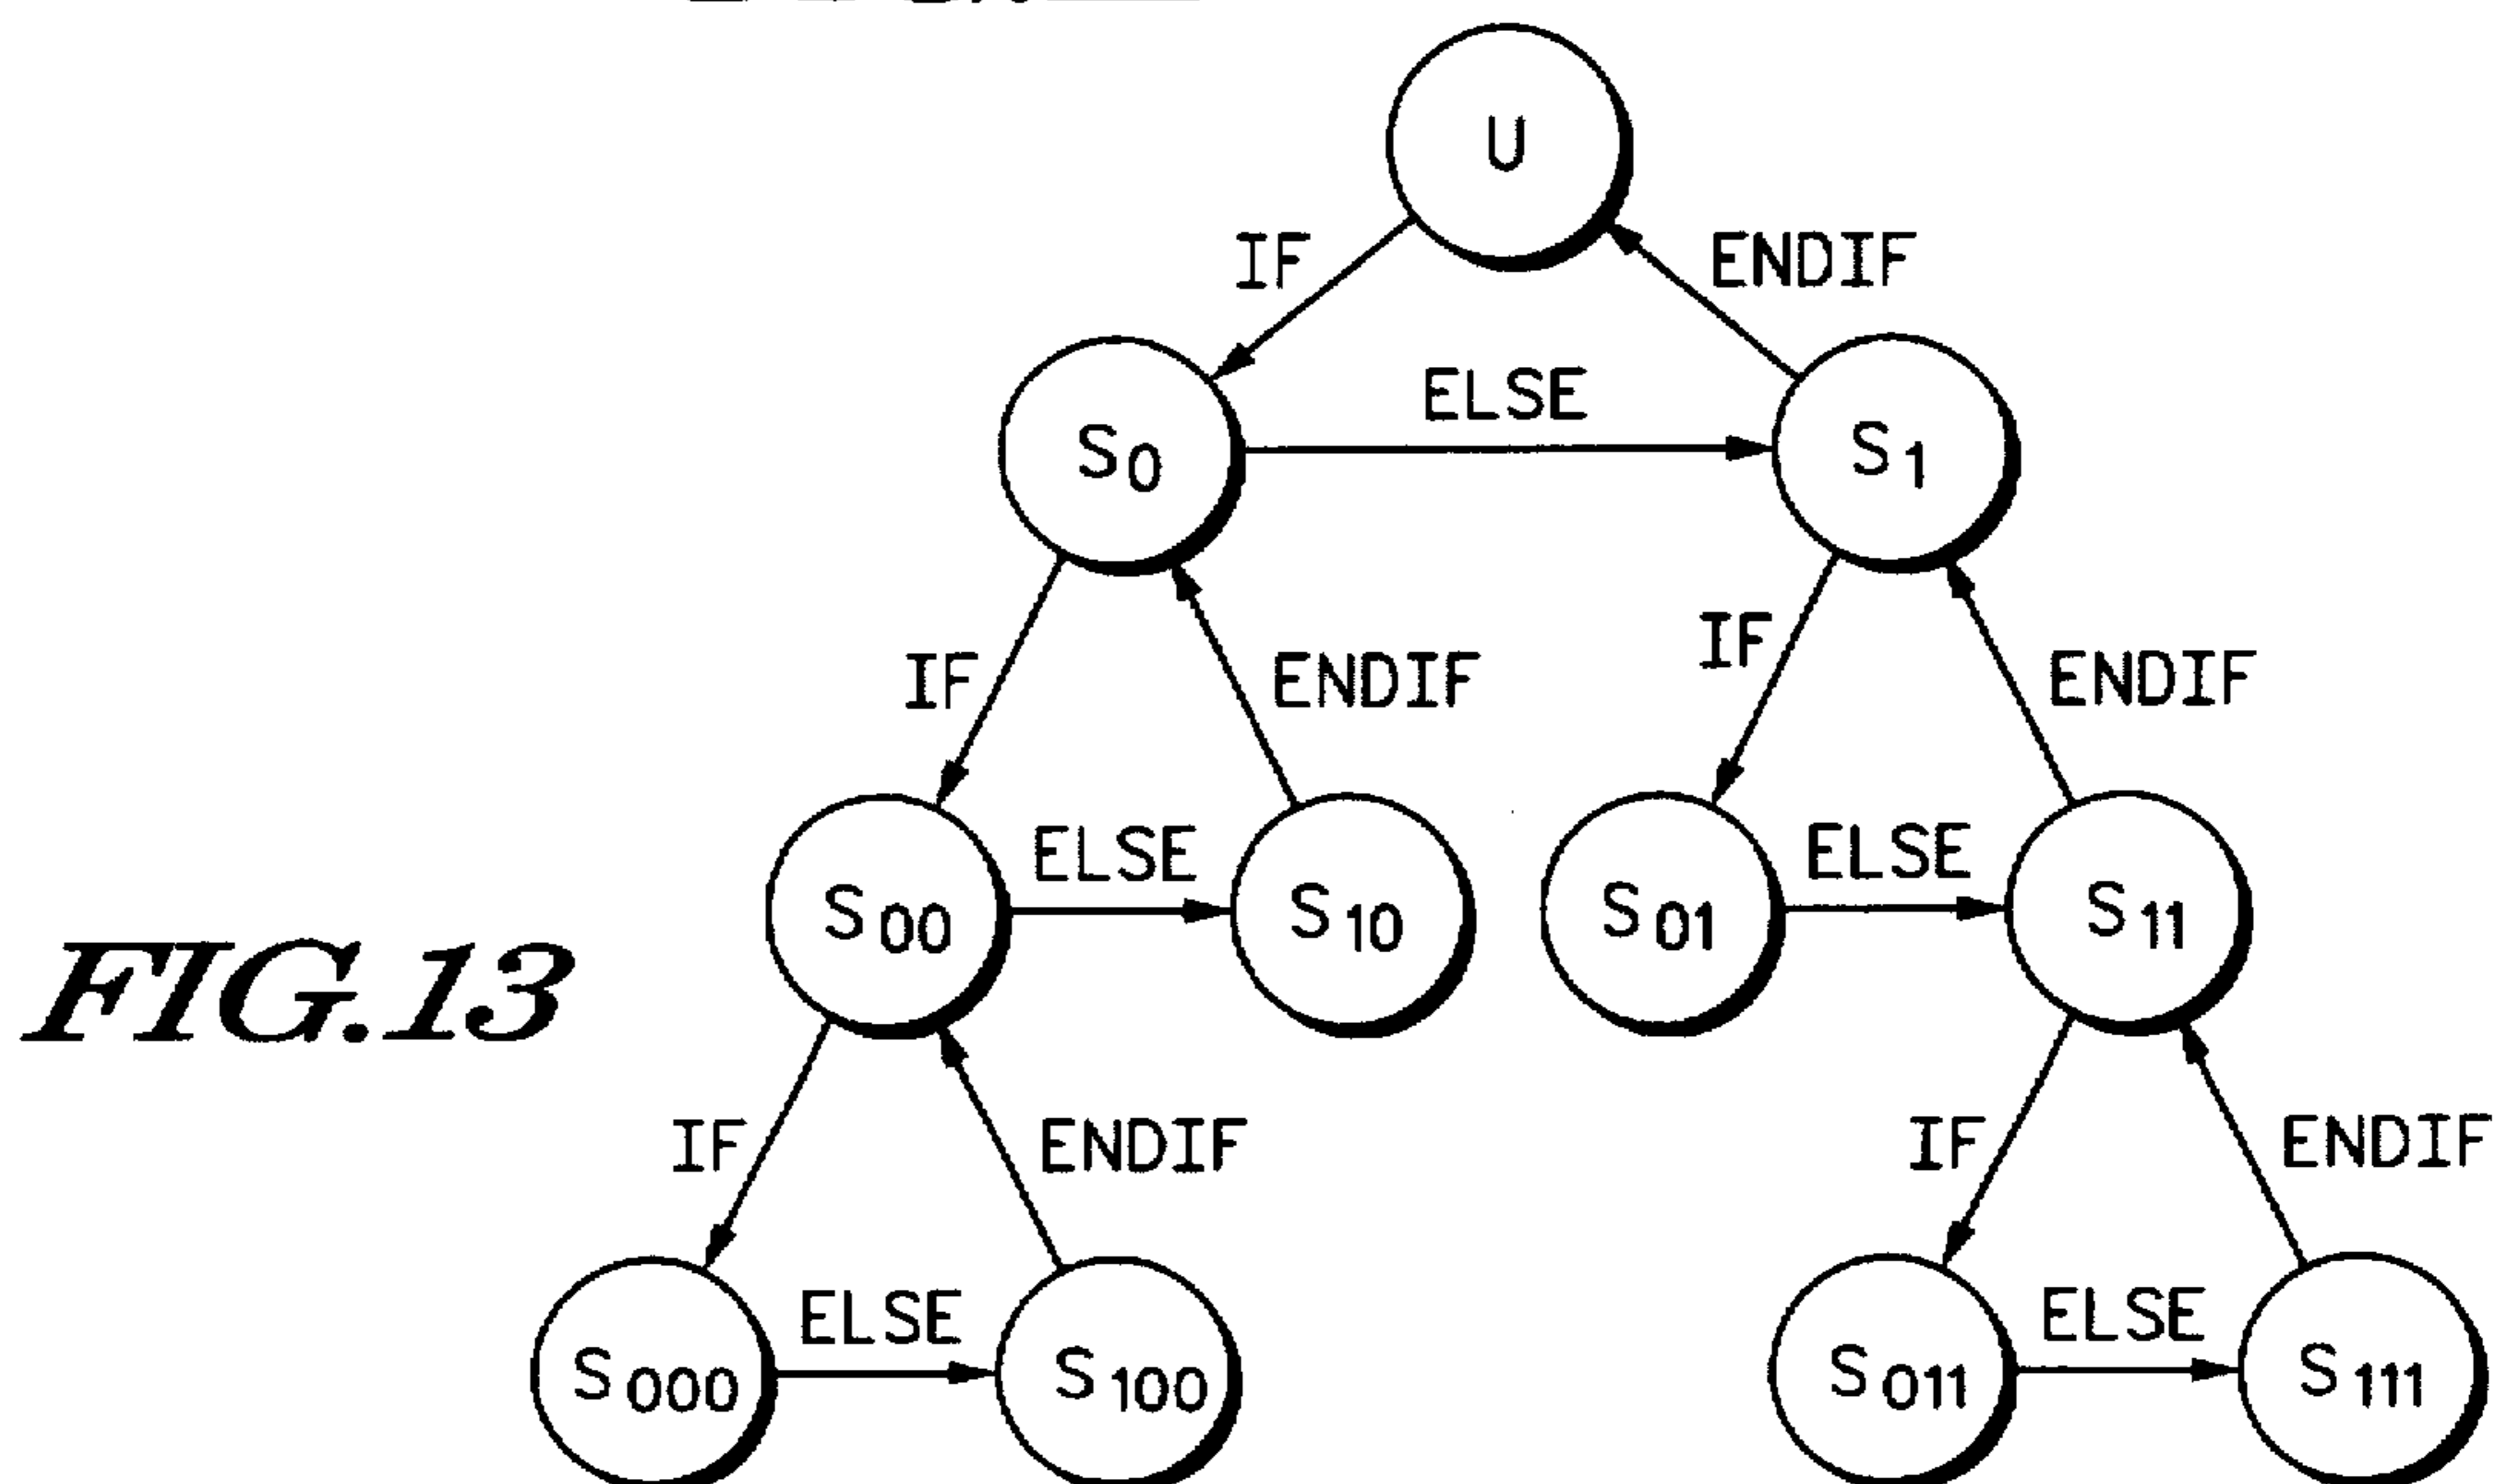 U
IF
ENDIF
ELSE
S0
S1
IF
ENDIF
IF
ENDIF
ELSE
ELSE
S00
S10
S01
S11
FIG.13
IF
ENDIF
IF
ENDIF
ELSE
ELSE
S000
S100
S011
S111